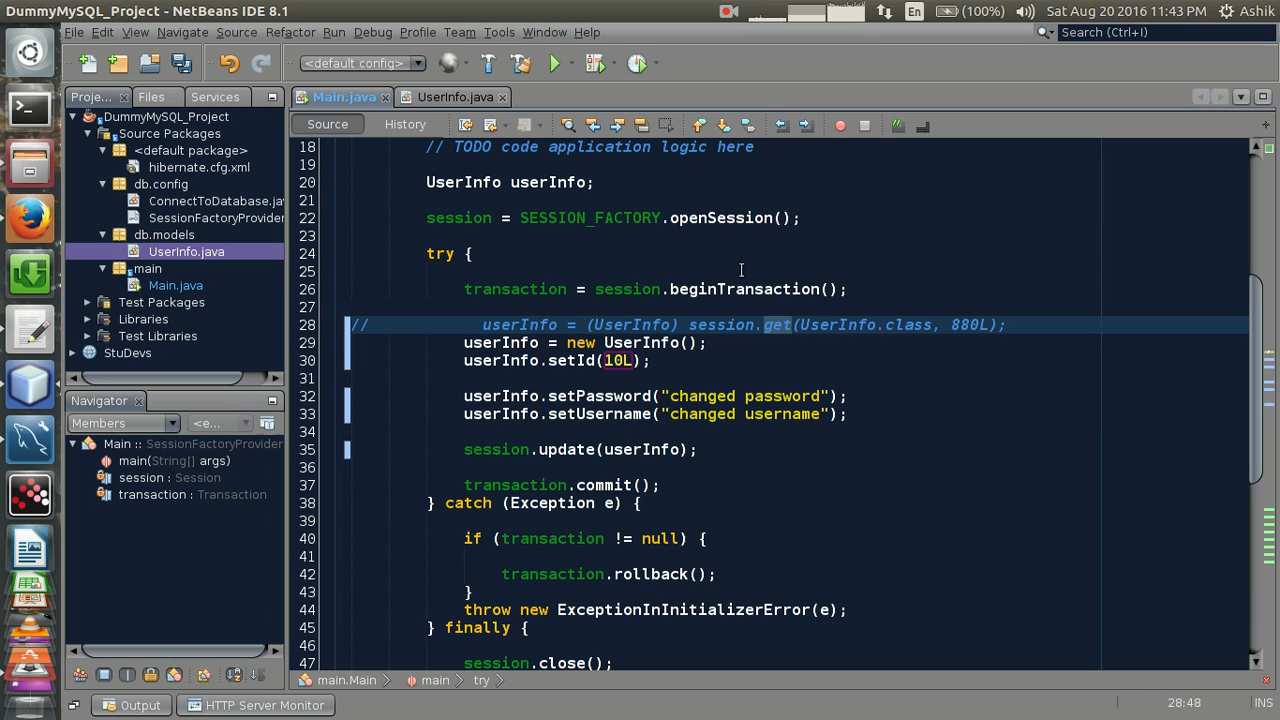 DummyMySQL_Project - NetBeans IDE 8.1
En
(100%)
Sat Aug 20 2016 11:43 PM
Ashik
File Edit View Navigate Source Refactor Run Debug Profile Team Tools Window Help
Search (Ctrl+I)
<default config>
Proje...
Files
Services
Main.java
UserInfo.java
Source
History
DummyMySQL_Project
Source Packages
<default package>
hibernate.cfg.xml
db.config
ConnectToDatabase.jav
SessionFactoryProvider
db.models
UserInfo.java
main
Main.java
Test Packages
Libraries
Test Libraries
StuDevs
Navigator
Members
<e...
Main :: SessionFactoryProvider
main(String[] args)
session : Session
transaction : Transaction
18 // TODO code application logic here
19
20 UserInfo userInfo;
21
22 session = SESSION_FACTORY.openSession();
23
24 try {
25
26 transaction = session.beginTransaction();
27
28 // userInfo = (UserInfo) session.get(UserInfo.class, 880L);
29 userInfo = new UserInfo();
30 userInfo.setId(10L);
31
32 userInfo.setPassword("changed password");
33 userInfo.setUsername("changed username");
34
35 session.update(userInfo);
36
37 transaction.commit();
38 } catch (Exception e) {
39
40 if (transaction != null) {
41
42 transaction.rollback();
43 }
44 throw new ExceptionInInitializerError(e);
45 } finally {
46
47 session.close();
main.Main
main
try
Output
HTTP Server Monitor
28:48
INS